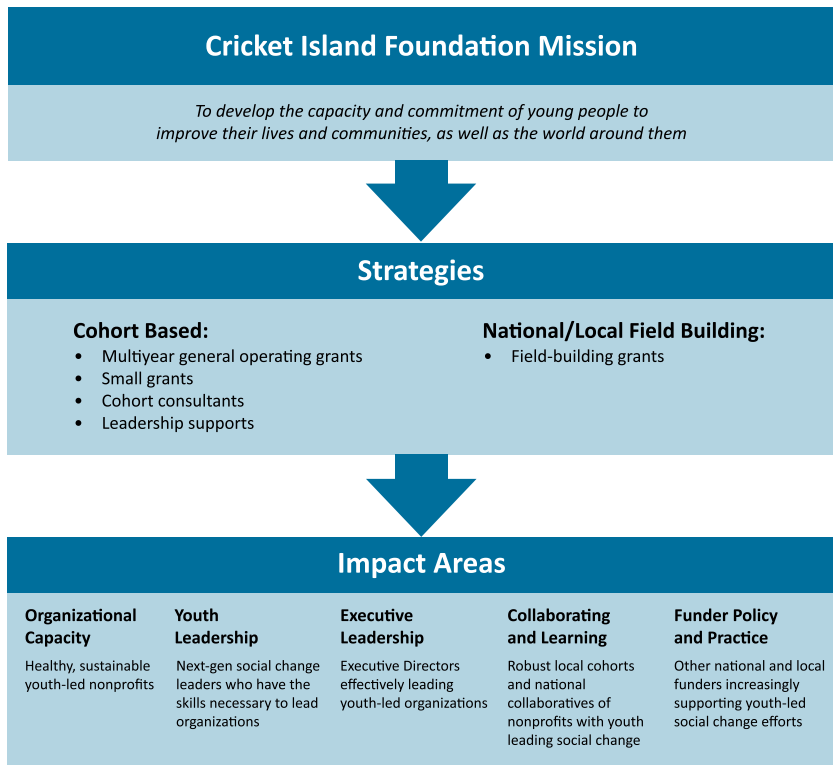 Cricket Island Foundation Mission
To develop the capacity and commitment of young people to
improve their lives and communities, as well as the world around them
Strategies
Cohort Based:
• Multiyear general operating grants
• Small grants
• Cohort consultants
• Leadership supports
National/Local Field Building:
• Field-building grants
Impact Areas
Organizational
Capacity
Healthy, sustainable
youth-led nonprofits
Youth
Leadership
Next-gen social change
leaders who have the
skills necessary to lead
organizations
Executive
Leadership
Executive Directors
effectively leading
youth-led organizations
Collaborating
and Learning
Robust local cohorts
and national
collaboratives of
nonprofits with youth
leading social change
Funder Policy
and Practice
Other national and local
funders increasingly
supporting youth-led
social change efforts